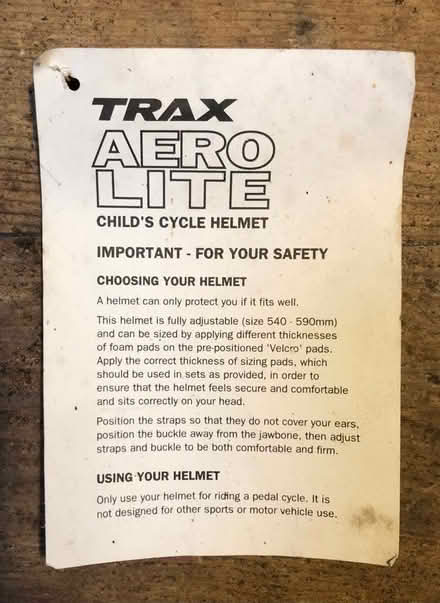 TRAX
AERO
LITE
CHILD'S CYCLE HELMET
IMPORTANT - FOR YOUR SAFETY
CHOOSING YOUR HELMET
A helmet can only protect you if it fits well.
This helmet is fully adjustable (size 540 - 590mm)
and can be sized by applying different thicknesses
of foam pads on the pre-positioned 'Velcro' pads.
Apply the correct thickness of sizing pads, which
should be used in sets as provided, in order to
ensure that the helmet feels secure and comfortable
and sits correctly on your head.
Position the straps so that they do not cover your ears,
position the buckle away from the jawbone, then adjust
straps and buckle to be both comfortable and firm.
USING YOUR HELMET
Only use your helmet for riding a pedal cycle. It is
not designed for other sports or motor vehicle use.